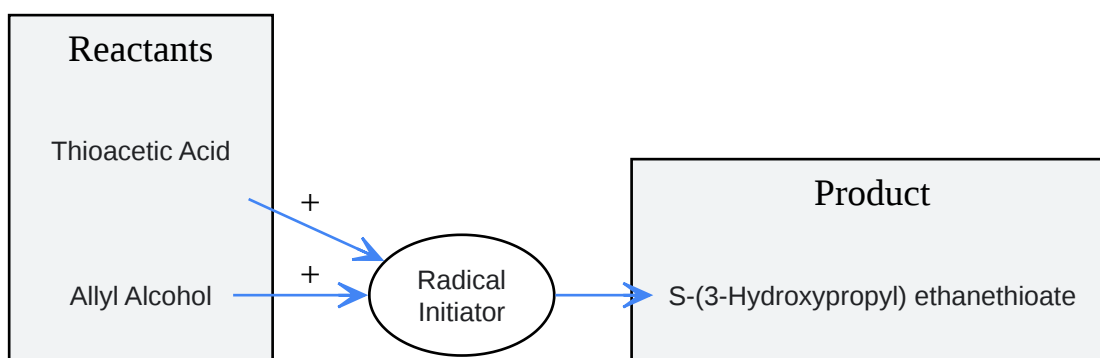 Reactants
Thioacetic Acid
+
+
Allyl Alcohol
Radical
Initiator
Product
S-(3-Hydroxypropyl) ethanethioate